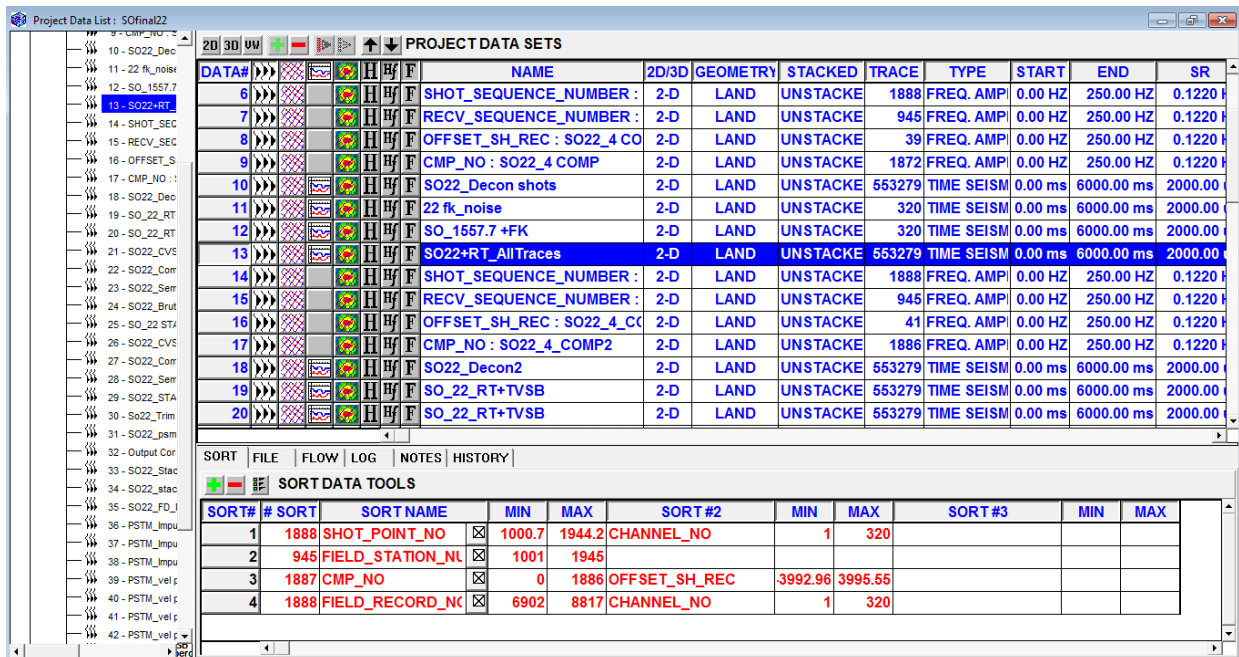 Project Data List : SOfinal22
9 - CMP_NO : S
10 - SO22_Dec
11 - 22 fk_noise
12 - SO_1557.7
13 - SO22+RT_
14 - SHOT_SEC
15 - RECV_SEC
16 - OFFSET_S
17 - CMP_NO :
18 - SO22_Dec
19 - SO_22_RT
20 - SO_22_RT
21 - SO22_CVS
22 - SO22_Com
23 - SO22_Sem
24 - SO22_Brut
25 - SO_22 STA
26 - SO22_CVS
27 - SO22_Com
28 - SO22_Sem
29 - SO22_STA
30 - So22_Trim
31 - SO22_psm
32 - Output Cor
33 - SO22_Stac
34 - SO22_stac
35 - SO22_FD_
36 - PSTM_Impu
37 - PSTM_Impu
38 - PSTM_Impu
39 - PSTM_vel p
40 - PSTM_vel p
41 - PSTM_vel p
42 - PSTM_vel p
2D 3D VW PROJECT DATA SETS
DATA# H Hf F NAME 2D/3D GEOMETRY STACKED TRACE TYPE START END SR
6 H Hf F SHOT_SEQUENCE_NUMBER : 2-D LAND UNSTACKE 1888 FREQ. AMP 0.00 HZ 250.00 HZ 0.1220 H
7 H Hf F RECV_SEQUENCE_NUMBER : 2-D LAND UNSTACKE 945 FREQ. AMP 0.00 HZ 250.00 HZ 0.1220 H
8 H Hf F OFFSET_SH_REC : SO22_4 CO 2-D LAND UNSTACKE 39 FREQ. AMP 0.00 HZ 250.00 HZ 0.1220 H
9 H Hf F CMP_NO : SO22_4 COMP 2-D LAND UNSTACKE 1872 FREQ. AMP 0.00 HZ 250.00 HZ 0.1220 H
10 H Hf F SO22_Decon shots 2-D LAND UNSTACKE 553279 TIME SEISM 0.00 ms 6000.00 ms 2000.00 u
11 H Hf F 22 fk_noise 2-D LAND UNSTACKE 320 TIME SEISM 0.00 ms 6000.00 ms 2000.00 u
12 H Hf F SO_1557.7 +FK 2-D LAND UNSTACKE 320 TIME SEISM 0.00 ms 6000.00 ms 2000.00 u
13 H Hf F SO22+RT_AllTraces 2-D LAND UNSTACKE 553279 TIME SEISM 0.00 ms 6000.00 ms 2000.00 u
14 H Hf F SHOT_SEQUENCE_NUMBER : 2-D LAND UNSTACKE 1888 FREQ. AMP 0.00 HZ 250.00 HZ 0.1220 H
15 H Hf F RECV_SEQUENCE_NUMBER : 2-D LAND UNSTACKE 945 FREQ. AMP 0.00 HZ 250.00 HZ 0.1220 H
16 H Hf F OFFSET_SH_REC : SO22_4_C( 2-D LAND UNSTACKE 41 FREQ. AMP 0.00 HZ 250.00 HZ 0.1220 H
17 H Hf F CMP_NO : SO22_4_COMP2 2-D LAND UNSTACKE 1886 FREQ. AMP 0.00 HZ 250.00 HZ 0.1220 H
18 H Hf F SO22_Decon2 2-D LAND UNSTACKE 553279 TIME SEISM 0.00 ms 6000.00 ms 2000.00 u
19 H Hf F SO_22_RT+TVSB 2-D LAND UNSTACKE 553279 TIME SEISM 0.00 ms 6000.00 ms 2000.00 u
20 H Hf F SO_22_RT+TVSB 2-D LAND UNSTACKE 553279 TIME SEISM 0.00 ms 6000.00 ms 2000.00 u
SORT FILE FLOW LOG NOTES HISTORY
SORT DATA TOOLS
SORT# # SORT SORT NAME MIN MAX SORT #2 MIN MAX SORT #3 MIN MAX
1 1888 SHOT_POINT_NO 1000.7 1944.2 CHANNEL_NO 1 320
2 945 FIELD_STATION_NU 1001 1945
3 1887 CMP_NO 0 1886 OFFSET_SH_REC -3992.96 3995.55
4 1888 FIELD_RECORD_NO 6902 8817 CHANNEL_NO 1 320